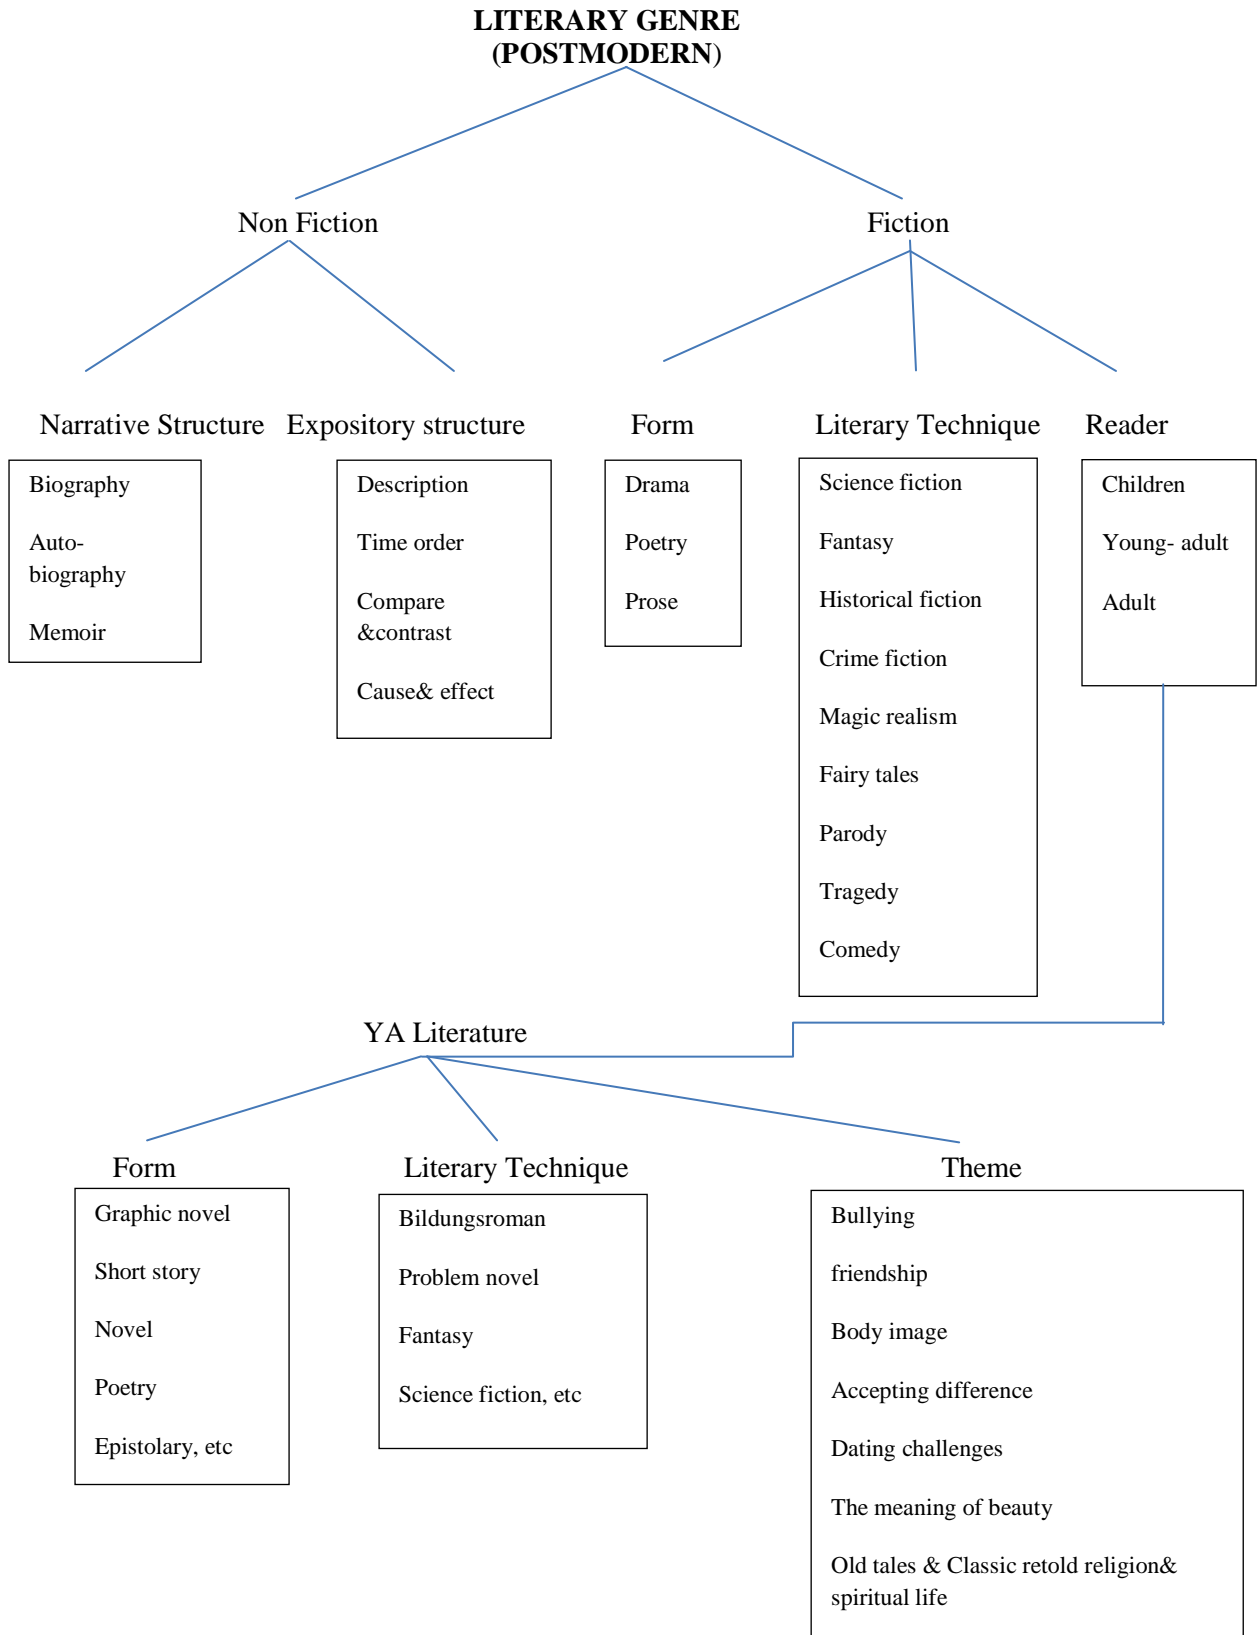 LITERARY GENRE
(POSTMODERN)
Non Fiction
Fiction
Narrative Structure
Biography
Auto-
biography
Memoir
Expository structure
Description
Time order
Compare
&contrast
Cause& effect
Form
Drama
Poetry
Prose
Literary Technique
Science fiction
Fantasy
Historical fiction
Crime fiction
Magic realism
Fairy tales
Parody
Tragedy
Comedy
Reader
Children
Young- adult
Adult
YA Literature
Form
Graphic novel
Short story
Novel
Poetry
Epistolary, etc
Literary Technique
Bildungsroman
Problem novel
Fantasy
Science fiction, etc
Theme
Bullying
friendship
Body image
Accepting difference
Dating challenges
The meaning of beauty
Old tales & Classic retold religion&
spiritual life